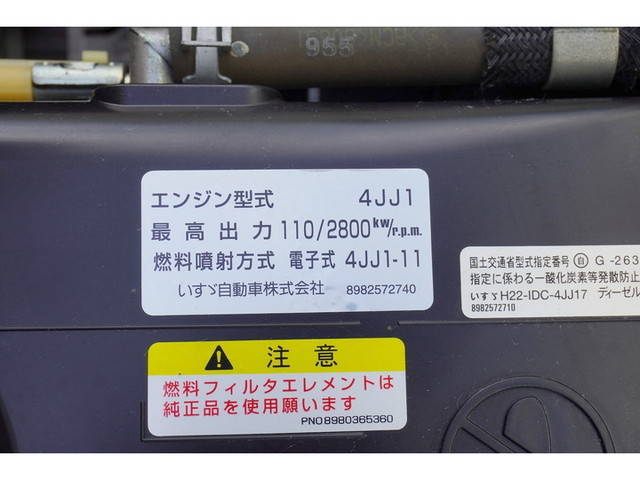 955
エンジン型式 4JJ1
最高出力 110/2800kW/r.p.m.
燃料噴射方式 電子式 4JJ1-11
いすゞ自動車株式会社 8982572740
国土交通省型式指定番号 自 G-263
指定に係わる一酸化炭素等発散防止
いすゞH22-IDC-4JJ17 ディーゼル
8982572710
注意
燃料フィルタエレメントは
純正品を使用願います
PNO8980365360